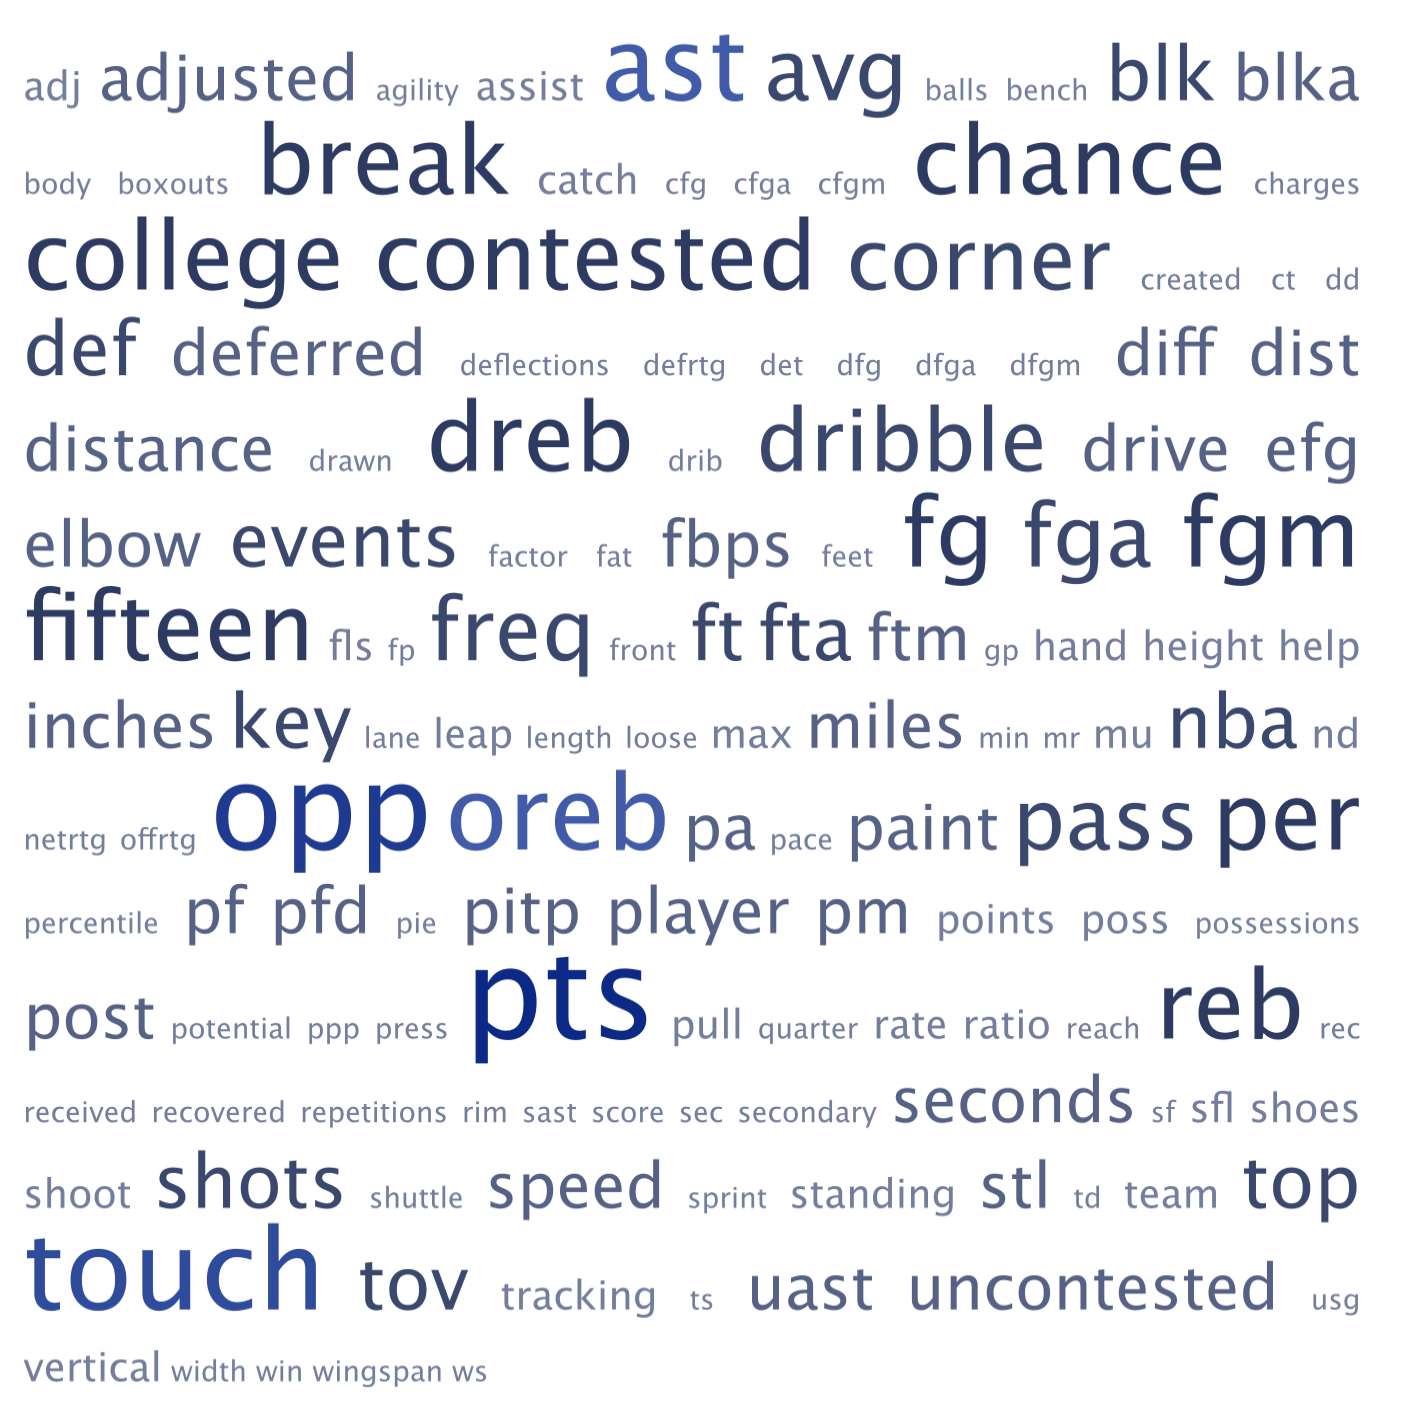 adj adjusted agility assist ast avg balls bench blk blka
body boxouts break catch cfg cfga cfgm chance charges
college contested corner created ct dd
def deferred deflections defrtg det dfg dfga dfgm diff dist
distance drawn dreb drib dribble drive efg
elbow events factor fat fbps feet fg fga fgm
fifteen fls fp freq front ft fta ftm gp hand height help
inches key lane leap length loose max miles min mr mu nba nd
netrtg offrtg opp oreb pa pace paint pass per
percentile pf pfd pie pitp player pm points poss possessions
post potential ppp press pts pull quarter rate ratio reach reb rec
received recovered repetitions rim sast score sec secondary seconds sf sfl shoes
shoot shots shuttle speed sprint standing stl td team top
touch tov tracking ts uast uncontested usg
vertical width win wingspan ws